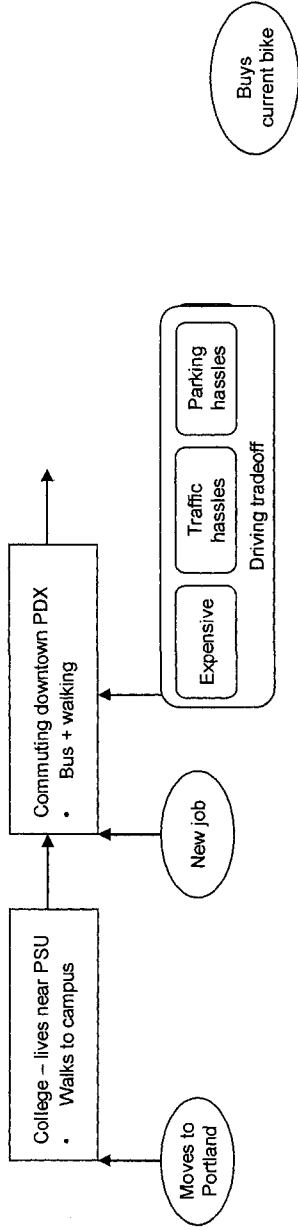 College – lives near PSU
• Walks to campus
Commuting downtown PDX
• Bus + walking
Moves to
Portland
New job
Expensive
Traffic
hassles
Parking
hassles
Driving tradeoff
Buys
current bike